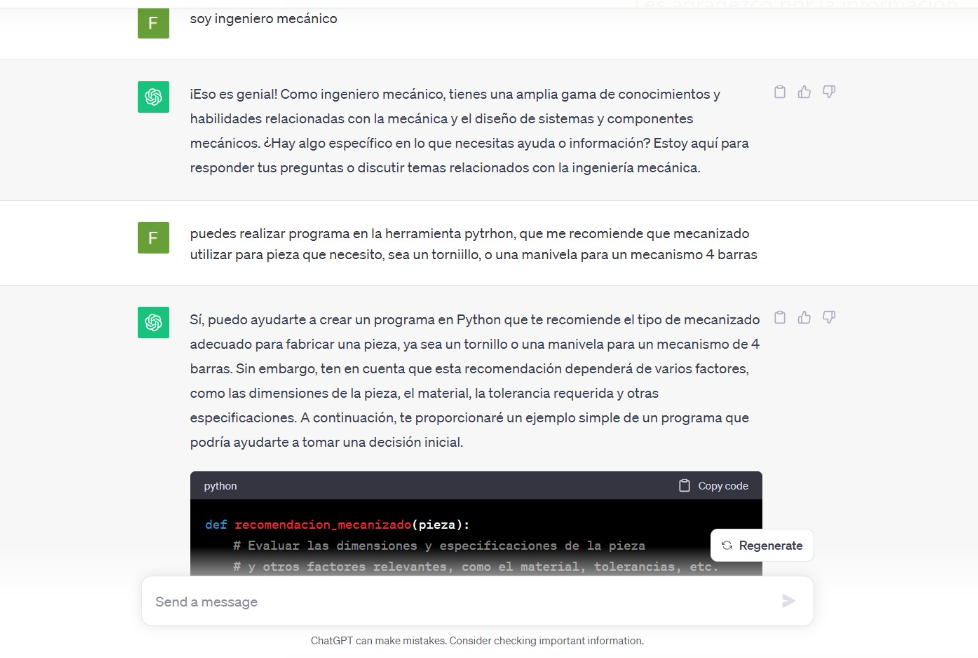 Les agradezco por la información
F
soy ingeniero mecánico
¡Eso es genial! Como ingeniero mecánico, tienes una amplia gama de conocimientos y
habilidades relacionadas con la mecánica y el diseño de sistemas y componentes
mecánicos. ¿Hay algo específico en lo que necesitas ayuda o información? Estoy aquí para
responder tus preguntas o discutir temas relacionados con la ingeniería mecánica.
F
puedes realizar programa en la herramienta pytrhon, que me recomiende que mecanizado
utilizar para pieza que necesito, sea un torniillo, o una manivela para un mecanismo 4 barras
Sí, puedo ayudarte a crear un programa en Python que te recomiende el tipo de mecanizado
adecuado para fabricar una pieza, ya sea un tornillo o una manivela para un mecanismo de 4
barras. Sin embargo, ten en cuenta que esta recomendación dependerá de varios factores,
como las dimensiones de la pieza, el material, la tolerancia requerida y otras
especificaciones. A continuación, te proporcionaré un ejemplo simple de un programa que
podría ayudarte a tomar una decisión inicial.
python
Copy code
def recomendacion_mecanizado(pieza):
# Evaluar las dimensiones y especificaciones de la pieza
# y otros factores relevantes, como el material, tolerancias, etc.
Regenerate
Send a message
ChatGPT can make mistakes. Consider checking important information.